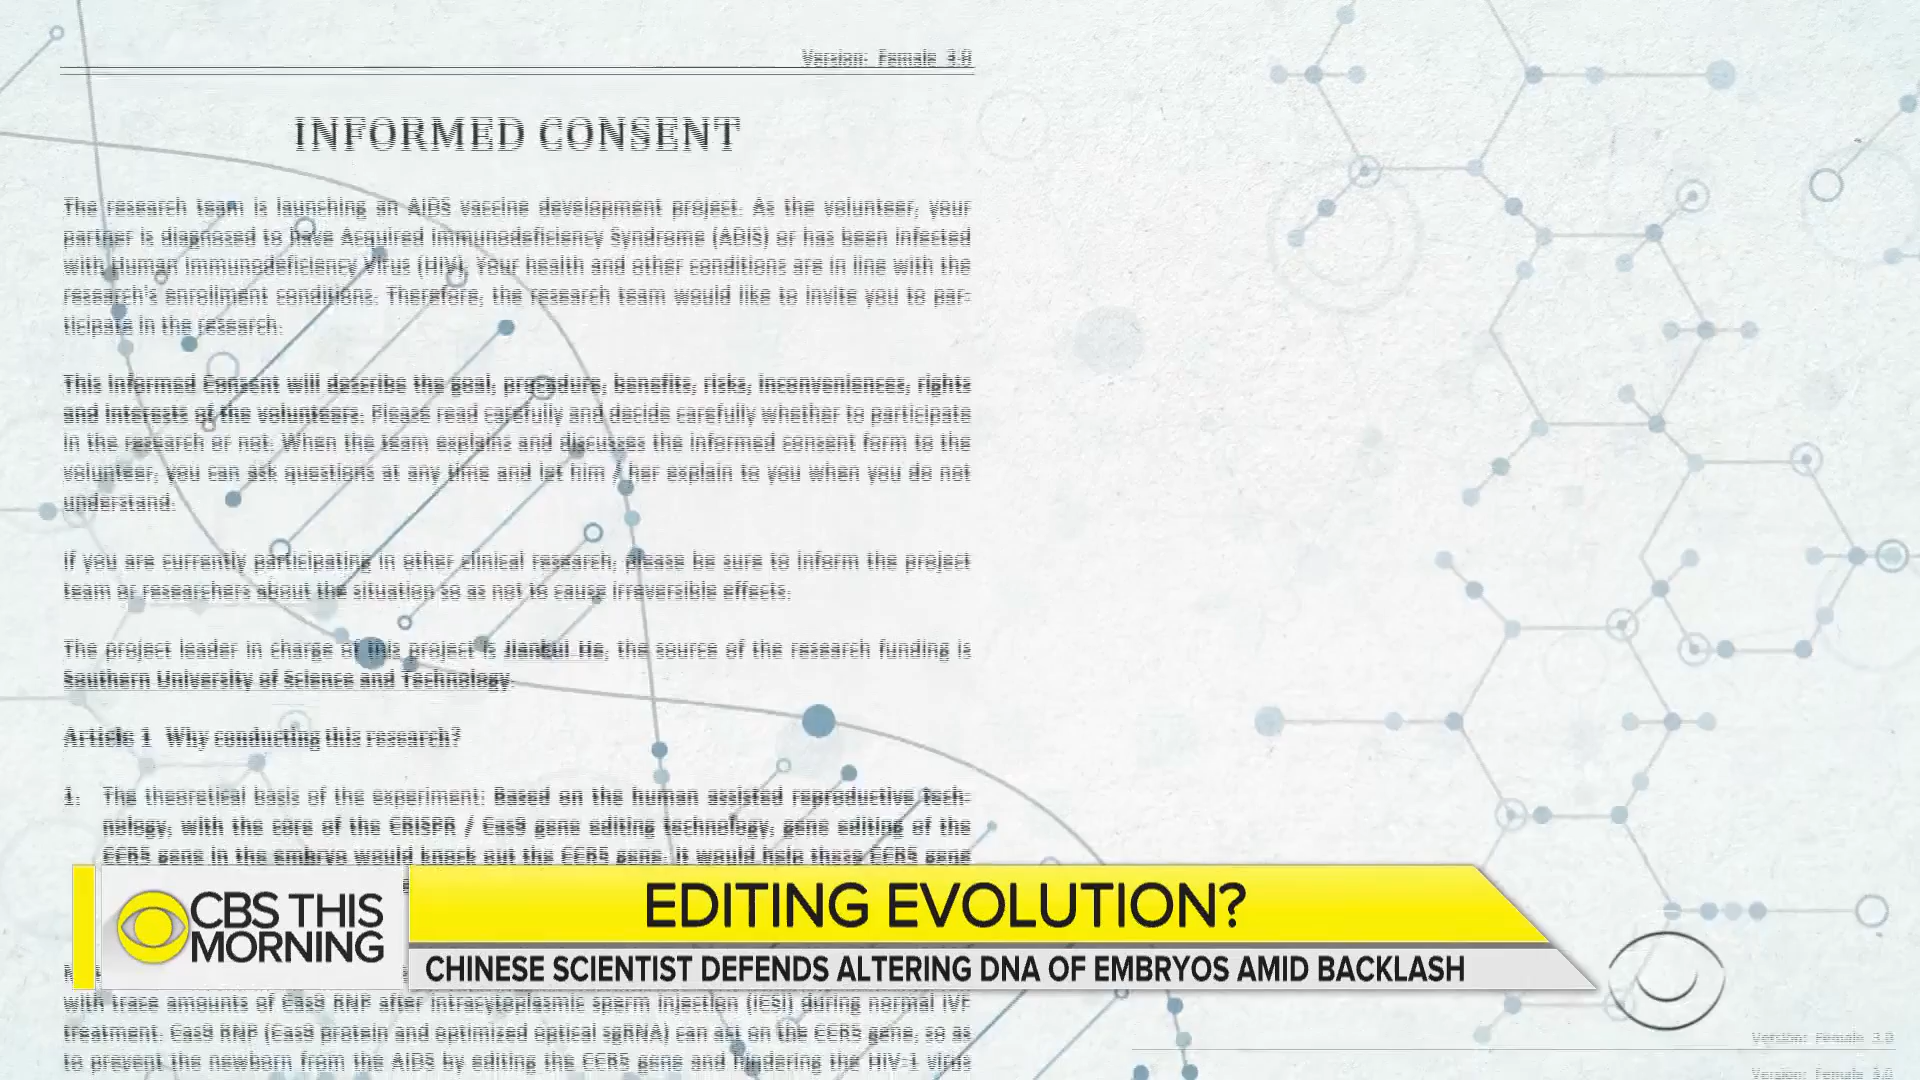 Version: Female 3.0
INFORMED CONSENT
The research team is launching an AIDS vaccine development project. As the volunteer, your
partner is diagnosed to have Acquired Immunodeficiency Syndrome (ADIS) or has been infected
with Human Immunodeficiency Virus (HIV). Your health and other conditions are in line with the
research's enrollment conditions. Therefore, the research team would like to invite you to par-
ticipate in the research.
This Informed Consent will describe the goal, procedure, benefits, risks, inconveniences, rights
and interests of the volunteers. Please read carefully and decide carefully whether to participate
in the research or not. When the team explains and discusses the informed consent form to the
volunteer, you can ask questions at any time and let him / her explain to you when you do not
understand.
If you are currently participating in other clinical research, please be sure to inform the project
team or researchers about the situation so as not to cause irreversible effects.
The project leader in charge of this project is Jiankui He, the source of the research funding is
Southern University of Science and Technology.
Article 1 Why conducting this research?
1. The theoretical basis of the experiment: Based on the human assisted reproductive tech-
nology, with the core of the CRISPR / Cas9 gene editing technology, gene editing of the
CCR5 gene in the embryo would knock out the CCR5 gene. It would help these CCR5 gene
CBS THIS
MORNING
EDITING EVOLUTION?
CHINESE SCIENTIST DEFENDS ALTERING DNA OF EMBRYOS AMID BACKLASH
with trace amounts of Cas9 RNP after intracytoplasmic sperm injection (ICSI) during normal IVF
treatment. Cas9 RNP (Cas9 protein and optimized optical sgRNA) can act on the CCR5 gene, so as
to prevent the newborn from the AIDS by editing the CCR5 gene and hindering the HIV-1 virus
Version: Female 3.0
Version: Female 3.0